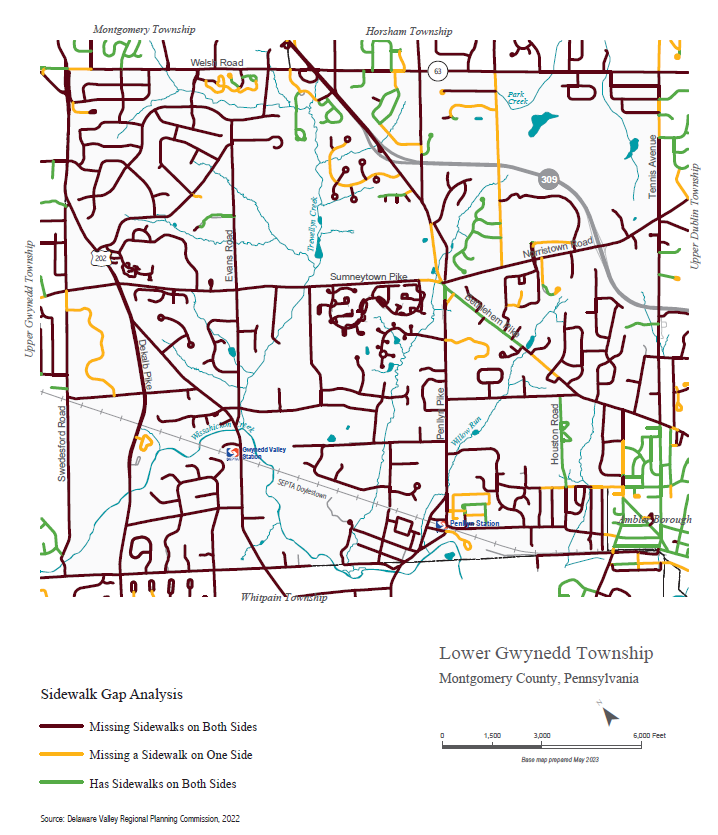 Montgomery Township
Horsham Township
Welsh Road
63
Park
Creek
309
Tennis Avenue
Upper Dublin Township
Trewellyn Creek
Evans Road
202
Norristown Road
Sumneytown Pike
Bethlehem Pike
Upper Gwynedd Township
Dekalb Pike
Penllyn Pike
Swedesford Road
Wissahickon Creek
Willow Run
Houston Road
Gwynedd Valley
Station
SEPTA Doylestown
Penllyn Station
Ambler Borough
Whitpain Township
Lower Gwynedd Township
Montgomery County, Pennsylvania
Sidewalk Gap Analysis
Missing Sidewalks on Both Sides
Missing a Sidewalk on One Side
Has Sidewalks on Both Sides
0 1,500 3,000 6,000 Feet
Base map prepared May 2023
Source: Delaware Valley Regional Planning Commission, 2022